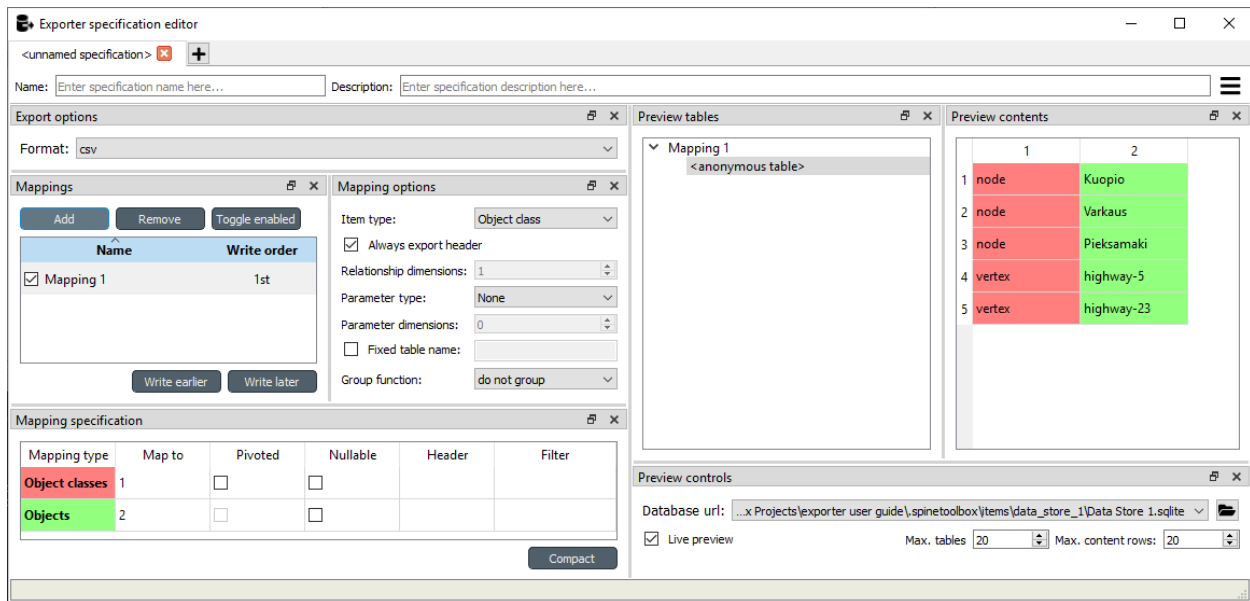 Exporter specification editor
<unnamed specification>
Name: Enter specification name here... Description: Enter specification description here...
Export options
Format: csv
Mappings
Add Remove Toggle enabled
Name Write order
Mapping 1 1st
Write earlier Write later
Mapping options
Item type: Object class
Always export header
Relationship dimensions: 1
Parameter type: None
Parameter dimensions: 0
Fixed table name:
Group function: do not group
Mapping specification
Mapping type Map to Pivoted Nullable Header Filter
Object classes 1
Objects 2
Compact
Preview tables
Mapping 1
<anonymous table>
Preview contents
1 2
1 node Kuopio
2 node Varkaus
3 node Pieksamaki
4 vertex highway-5
5 vertex highway-23
Preview controls
Database url: ...x Projects\exporter user guide\.spinetoolbox\items\data_store_1\Data Store 1.sqlite
Live preview Max. tables 20 Max. content rows: 20